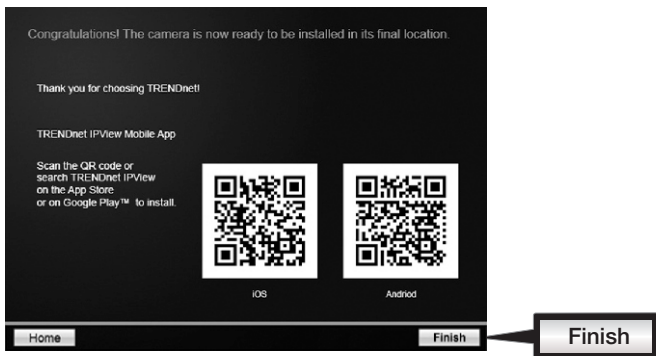 Congratulations! The camera is now ready to be installed in its final location.
Thank you for choosing TRENDnet!
TRENDnet IPView Mobile App
Scan the QR code or
search TRENDnet IPView
on the App Store
or on Google Play™ to install.
iOS
Andriod
Home
Finish
Finish